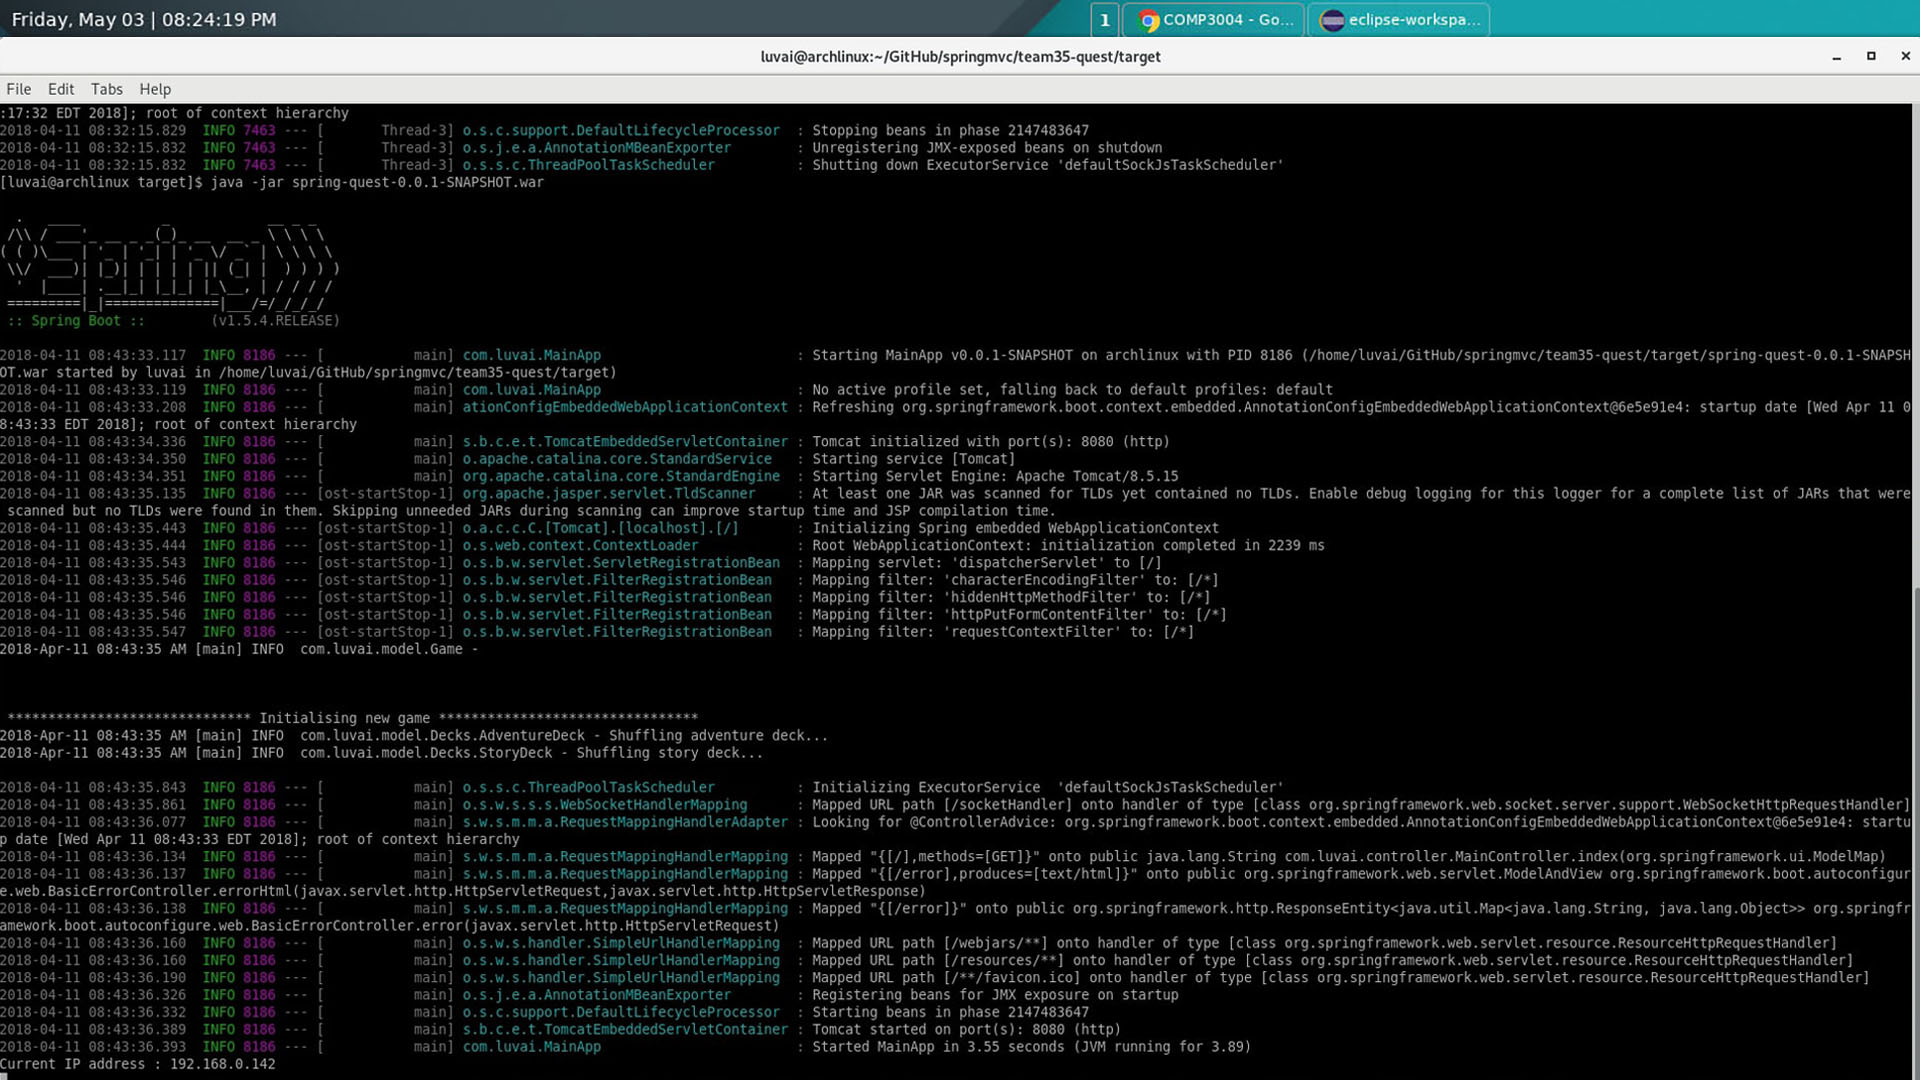 Friday, May 03 | 08:24:19 PM
1
COMP3004 - Go...
eclipse-workspa...
luvai@archlinux:~/GitHub/springmvc/team35-quest/target
File Edit Tabs Help
:17:32 EDT 2018]; root of context hierarchy
2018-04-11 08:32:15.829  INFO 7463 --- [       Thread-3] o.s.c.support.DefaultLifecycleProcessor  : Stopping beans in phase 2147483647
2018-04-11 08:32:15.832  INFO 7463 --- [       Thread-3] o.s.j.e.a.AnnotationMBeanExporter        : Unregistering JMX-exposed beans on shutdown
2018-04-11 08:32:15.832  INFO 7463 --- [       Thread-3] o.s.s.c.ThreadPoolTaskScheduler          : Shutting down ExecutorService 'defaultSockJsTaskScheduler'
[luvai@archlinux target]$ java -jar spring-quest-0.0.1-SNAPSHOT.war
Spring
:: Spring Boot ::        (v1.5.4.RELEASE)
2018-04-11 08:43:33.117  INFO 8186 --- [           main] com.luvai.MainApp                        : Starting MainApp v0.0.1-SNAPSHOT on archlinux with PID 8186 (/home/luvai/GitHub/springmvc/team35-quest/target/spring-quest-0.0.1-SNAPSH
OT.war started by luvai in /home/luvai/GitHub/springmvc/team35-quest/target)
2018-04-11 08:43:33.119  INFO 8186 --- [           main] com.luvai.MainApp                        : No active profile set, falling back to default profiles: default
2018-04-11 08:43:33.208  INFO 8186 --- [           main] ationConfigEmbeddedWebApplicationContext : Refreshing org.springframework.boot.context.embedded.AnnotationConfigEmbeddedWebApplicationContext@6e5e91e4: startup date [Wed Apr 11 0
8:43:33 EDT 2018]; root of context hierarchy
2018-04-11 08:43:34.336  INFO 8186 --- [           main] s.b.c.e.t.TomcatEmbeddedServletContainer : Tomcat initialized with port(s): 8080 (http)
2018-04-11 08:43:34.350  INFO 8186 --- [           main] o.apache.catalina.core.StandardService   : Starting service [Tomcat]
2018-04-11 08:43:34.351  INFO 8186 --- [           main] org.apache.catalina.core.StandardEngine  : Starting Servlet Engine: Apache Tomcat/8.5.15
2018-04-11 08:43:35.135  INFO 8186 --- [ost-startStop-1] org.apache.jasper.servlet.TldScanner     : At least one JAR was scanned for TLDs yet contained no TLDs. Enable debug logging for this logger for a complete list of JARs that were
scanned but no TLDs were found in them. Skipping unneeded JARs during scanning can improve startup time and JSP compilation time.
2018-04-11 08:43:35.443  INFO 8186 --- [ost-startStop-1] o.a.c.c.C.[Tomcat].[localhost].[/]       : Initializing Spring embedded WebApplicationContext
2018-04-11 08:43:35.444  INFO 8186 --- [ost-startStop-1] o.s.web.context.ContextLoader            : Root WebApplicationContext: initialization completed in 2239 ms
2018-04-11 08:43:35.543  INFO 8186 --- [ost-startStop-1] o.s.b.w.servlet.ServletRegistrationBean  : Mapping servlet: 'dispatcherServlet' to [/]
2018-04-11 08:43:35.546  INFO 8186 --- [ost-startStop-1] o.s.b.w.servlet.FilterRegistrationBean   : Mapping filter: 'characterEncodingFilter' to: [/*]
2018-04-11 08:43:35.546  INFO 8186 --- [ost-startStop-1] o.s.b.w.servlet.FilterRegistrationBean   : Mapping filter: 'hiddenHttpMethodFilter' to: [/*]
2018-04-11 08:43:35.546  INFO 8186 --- [ost-startStop-1] o.s.b.w.servlet.FilterRegistrationBean   : Mapping filter: 'httpPutFormContentFilter' to: [/*]
2018-04-11 08:43:35.547  INFO 8186 --- [ost-startStop-1] o.s.b.w.servlet.FilterRegistrationBean   : Mapping filter: 'requestContextFilter' to: [/*]
2018-Apr-11 08:43:35 AM [main] INFO  com.luvai.model.Game -
****************************** Initialising new game ********************************
2018-Apr-11 08:43:35 AM [main] INFO  com.luvai.model.Decks.AdventureDeck - Shuffling adventure deck...
2018-Apr-11 08:43:35 AM [main] INFO  com.luvai.model.Decks.StoryDeck - Shuffling story deck...
2018-04-11 08:43:35.843  INFO 8186 --- [           main] o.s.s.c.ThreadPoolTaskScheduler          : Initializing ExecutorService  'defaultSockJsTaskScheduler'
2018-04-11 08:43:35.861  INFO 8186 --- [           main] o.s.w.s.s.s.WebSocketHandlerMapping      : Mapped URL path [/socketHandler] onto handler of type [class org.springframework.web.socket.server.support.WebSocketHttpRequestHandler]
2018-04-11 08:43:36.077  INFO 8186 --- [           main] s.w.s.m.m.a.RequestMappingHandlerAdapter : Looking for @ControllerAdvice: org.springframework.boot.context.embedded.AnnotationConfigEmbeddedWebApplicationContext@6e5e91e4: startu
p date [Wed Apr 11 08:43:33 EDT 2018]; root of context hierarchy
2018-04-11 08:43:36.134  INFO 8186 --- [           main] s.w.s.m.m.a.RequestMappingHandlerMapping : Mapped "{[/],methods=[GET]}" onto public java.lang.String com.luvai.controller.MainController.index(org.springframework.ui.ModelMap)
2018-04-11 08:43:36.137  INFO 8186 --- [           main] s.w.s.m.m.a.RequestMappingHandlerMapping : Mapped "{[/error],produces=[text/html]}" onto public org.springframework.web.servlet.ModelAndView org.springframework.boot.autoconfigur
e.web.BasicErrorController.errorHtml(javax.servlet.http.HttpServletRequest,javax.servlet.http.HttpServletResponse)
2018-04-11 08:43:36.138  INFO 8186 --- [           main] s.w.s.m.m.a.RequestMappingHandlerMapping : Mapped "{[/error]}" onto public org.springframework.http.ResponseEntity<java.util.Map<java.lang.String, java.lang.Object>> org.springfr
amework.boot.autoconfigure.web.BasicErrorController.error(javax.servlet.http.HttpServletRequest)
2018-04-11 08:43:36.160  INFO 8186 --- [           main] o.s.w.s.handler.SimpleUrlHandlerMapping  : Mapped URL path [/webjars/**] onto handler of type [class org.springframework.web.servlet.resource.ResourceHttpRequestHandler]
2018-04-11 08:43:36.160  INFO 8186 --- [           main] o.s.w.s.handler.SimpleUrlHandlerMapping  : Mapped URL path [/resources/**] onto handler of type [class org.springframework.web.servlet.resource.ResourceHttpRequestHandler]
2018-04-11 08:43:36.190  INFO 8186 --- [           main] o.s.w.s.handler.SimpleUrlHandlerMapping  : Mapped URL path [/**/favicon.ico] onto handler of type [class org.springframework.web.servlet.resource.ResourceHttpRequestHandler]
2018-04-11 08:43:36.326  INFO 8186 --- [           main] o.s.j.e.a.AnnotationMBeanExporter        : Registering beans for JMX exposure on startup
2018-04-11 08:43:36.332  INFO 8186 --- [           main] o.s.c.support.DefaultLifecycleProcessor  : Starting beans in phase 2147483647
2018-04-11 08:43:36.389  INFO 8186 --- [           main] s.b.c.e.t.TomcatEmbeddedServletContainer : Tomcat started on port(s): 8080 (http)
2018-04-11 08:43:36.393  INFO 8186 --- [           main] com.luvai.MainApp                        : Started MainApp in 3.55 seconds (JVM running for 3.89)
Current IP address : 192.168.0.142